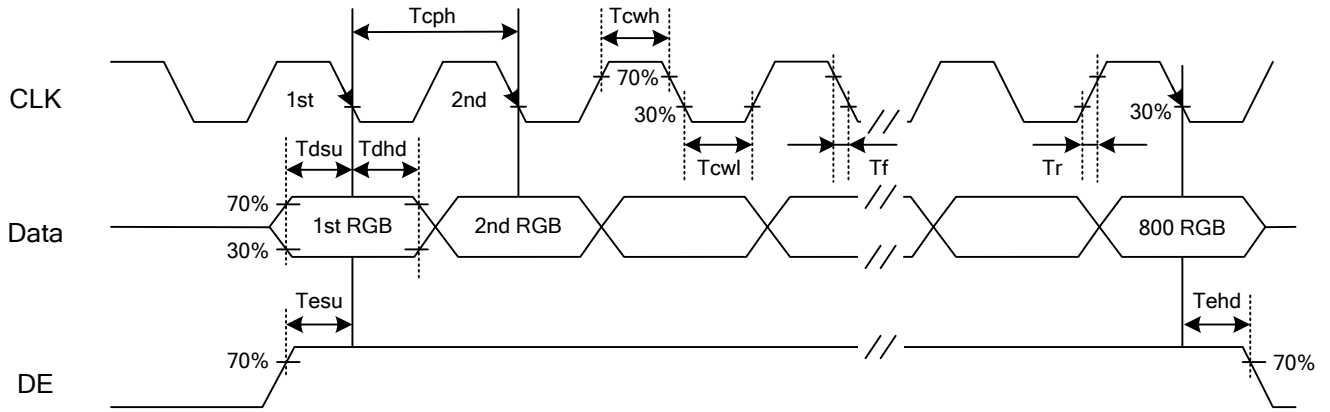 Tcph
Tcwh
CLK
1st
2nd
70%
30%
30%
Tdsu
Tdhd
Tcwl
Tf
Tr
Data
70%
30%
1st RGB
2nd RGB
800 RGB
Tesu
Tehd
DE
70%
70%